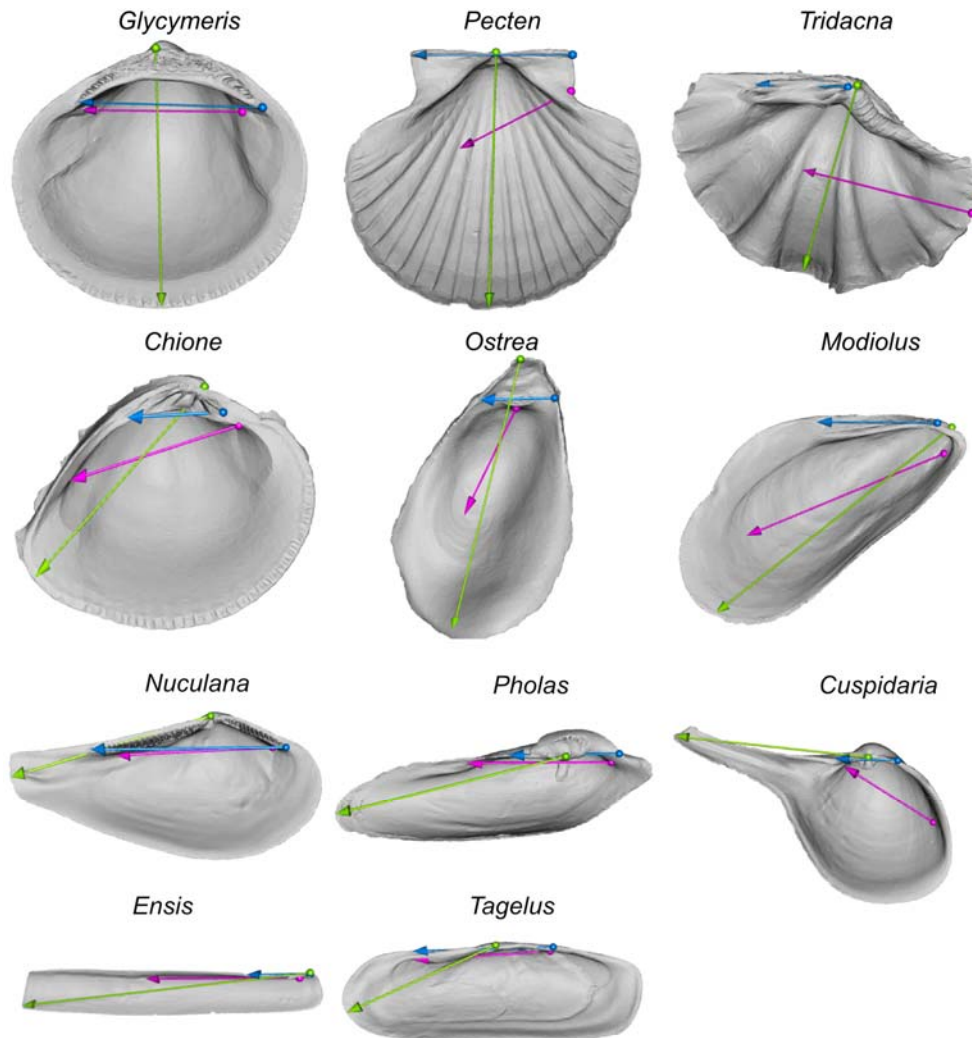 Glycymeris
Pecten
Tridacna
Chione
Ostrea
Modiolus
Nuculana
Pholas
Cuspidaria
Ensis
Tagelus